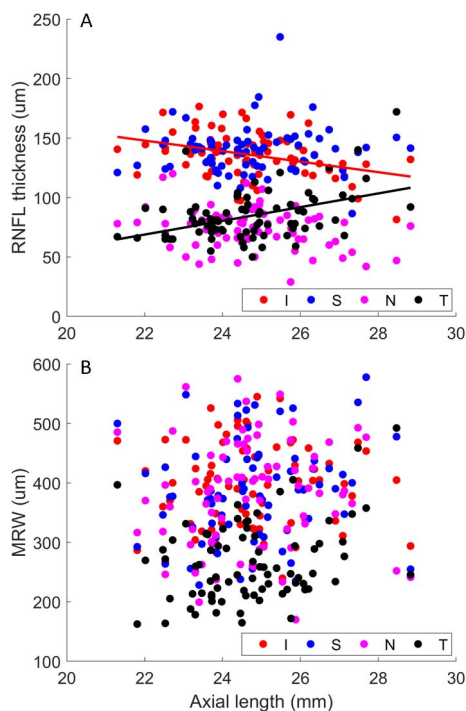 A
RNFL thickness (um)
250
200
150
100
50
0
I S N T
20 22 24 26 28 30
B
MRW (um)
600
500
400
300
200
100
I S N T
20 22 24 26 28 30
Axial length (mm)